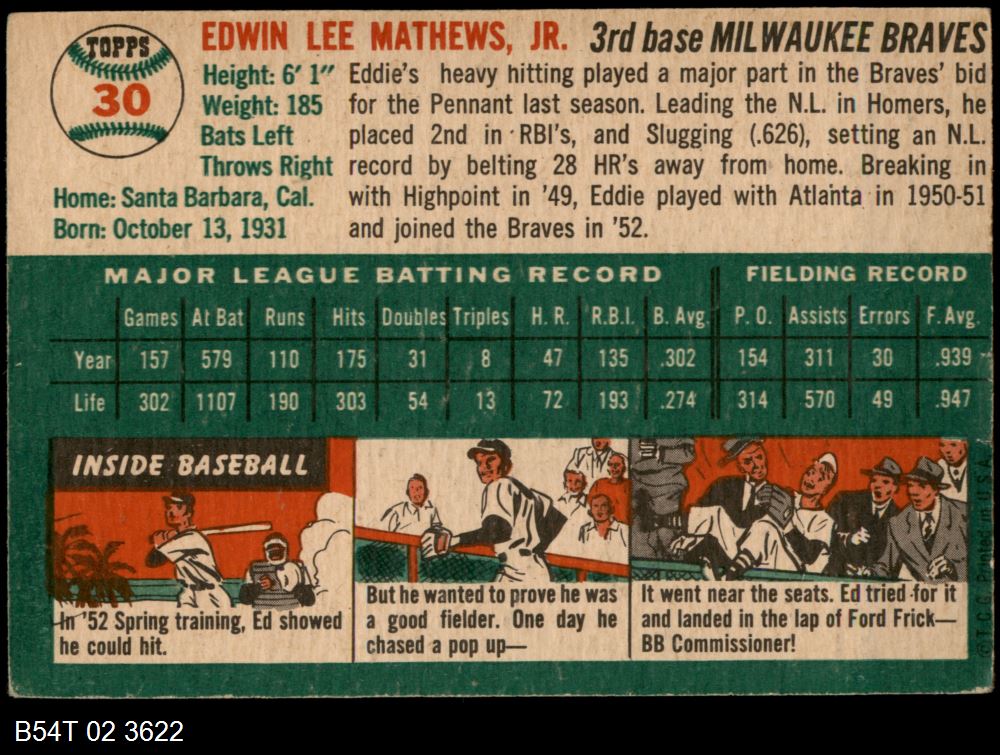 TOPPS
30
EDWIN LEE MATHEWS, JR. 3rd base MILWAUKEE BRAVES
Height: 6' 1"
Weight: 185
Bats Left
Throws Right
Home: Santa Barbara, Cal.
Born: October 13, 1931
Eddie's heavy hitting played a major part in the Braves' bid
for the Pennant last season. Leading the N.L. in Homers, he
placed 2nd in RBI's, and Slugging (.626), setting an N.L.
record by belting 28 HR's away from home. Breaking in
with Highpoint in '49, Eddie played with Atlanta in 1950-51
and joined the Braves in '52.
MAJOR LEAGUE BATTING RECORD FIELDING RECORD
Games At Bat Runs Hits Doubles Triples H. R. R.B.I. B. Avg. P. O. Assists Errors F. Avg.
Year 157 579 110 175 31 8 47 135 .302 154 311 30 .939
Life 302 1107 190 303 54 13 72 193 .274 314 570 49 .947
INSIDE BASEBALL
In '52 Spring training, Ed showed
he could hit.
But he wanted to prove he was
a good fielder. One day he
chased a pop up—
It went near the seats. Ed tried for it
and landed in the lap of Ford Frick—
BB Commissioner!
© T.C.G. Printed in U.S.A.
B54T 02 3622